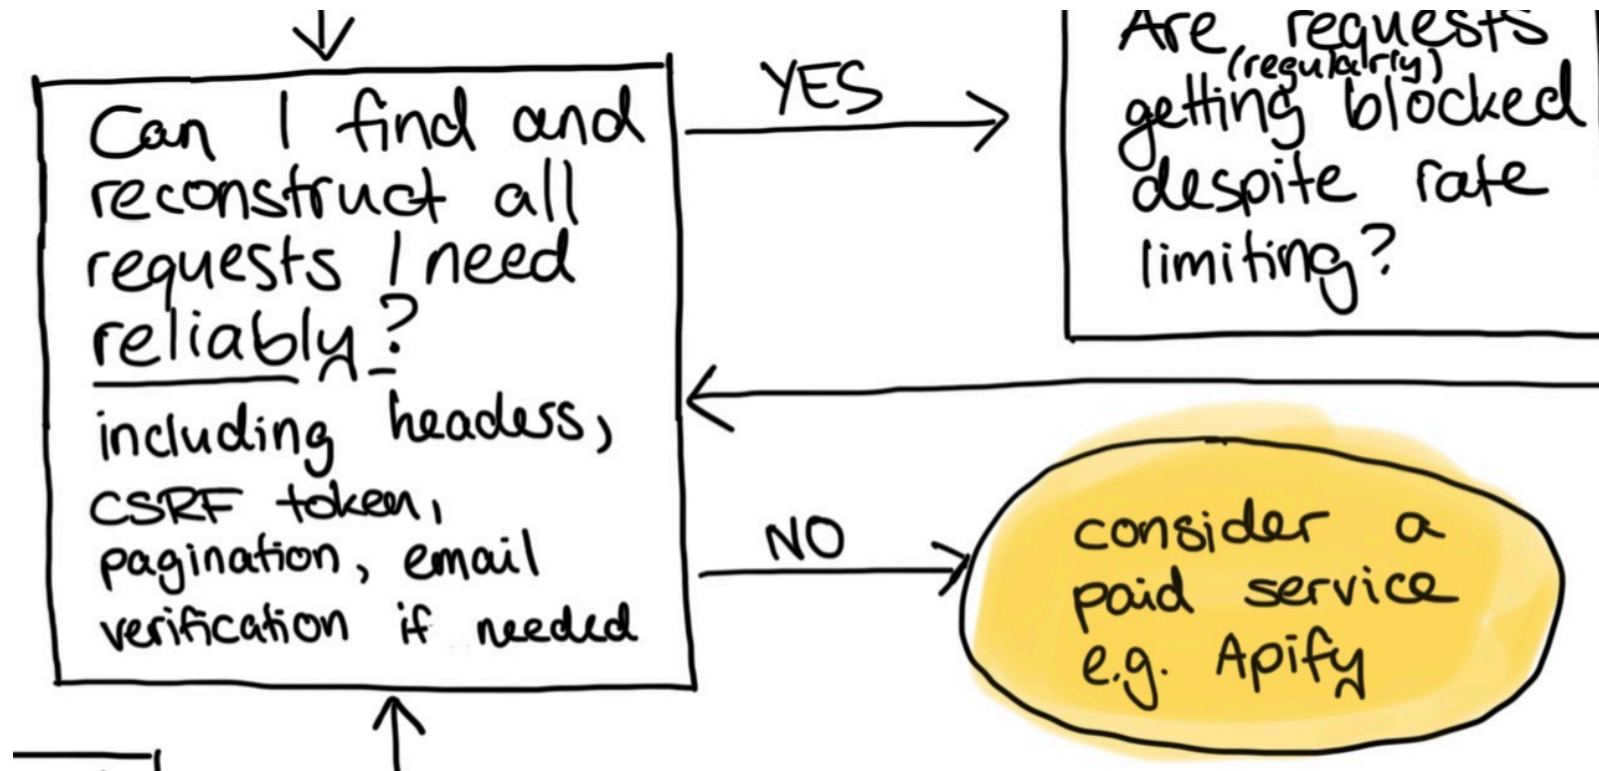 Can I find and
reconstruct all
requests I need
reliably?
including headess,
CSRF token,
pagination, email
verification if needed
YES
Are requests
(regularly)
getting blocked
despite rate
limiting?
NO
consider a
paid service
e.g. Apify